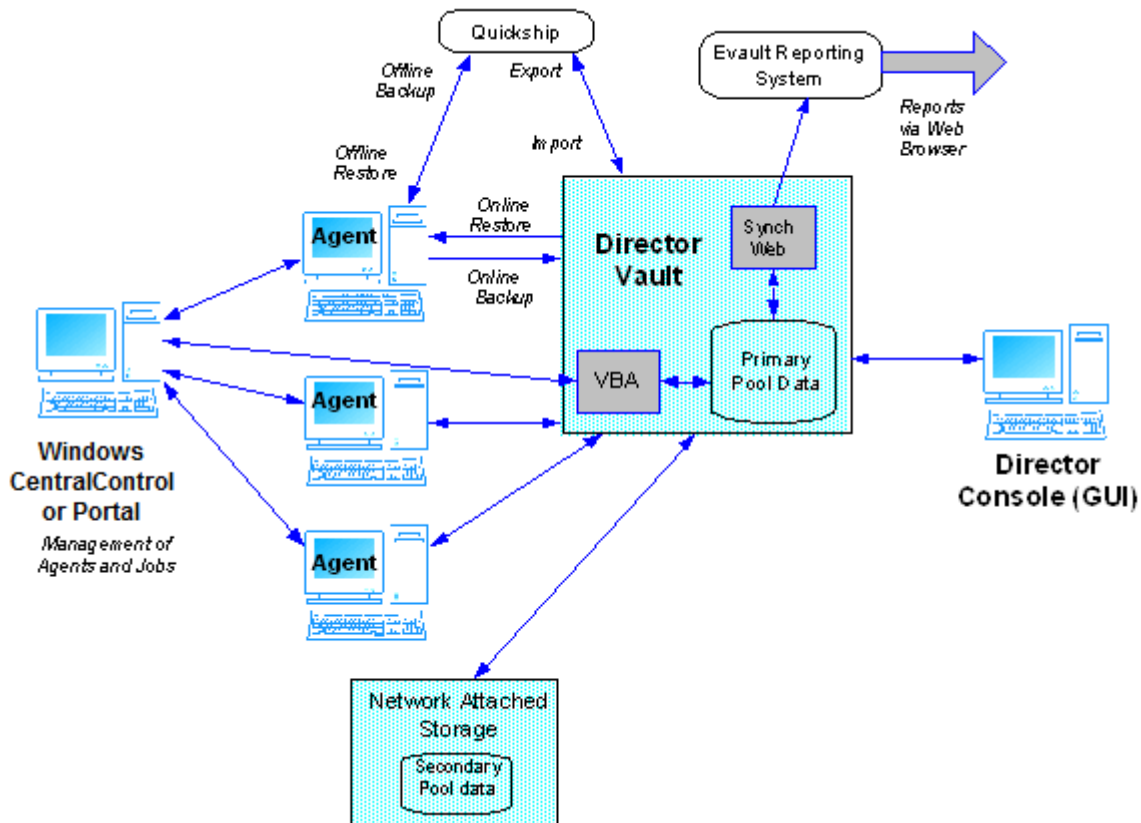 Quickship
Offline
Backup
Export
Evault Reporting
System
Reports
via Web
Browser
Offline
Restore
Import
Online
Restore
Agent
Director
Vault
Synch
Web
Online
Backup
VBA
Primary
Pool Data
Agent
Windows
CentralControl
or Portal
Management of
Agents and Jobs
Director
Console (GUI)
Agent
Network Attached
Storage
Secondary
Pool data